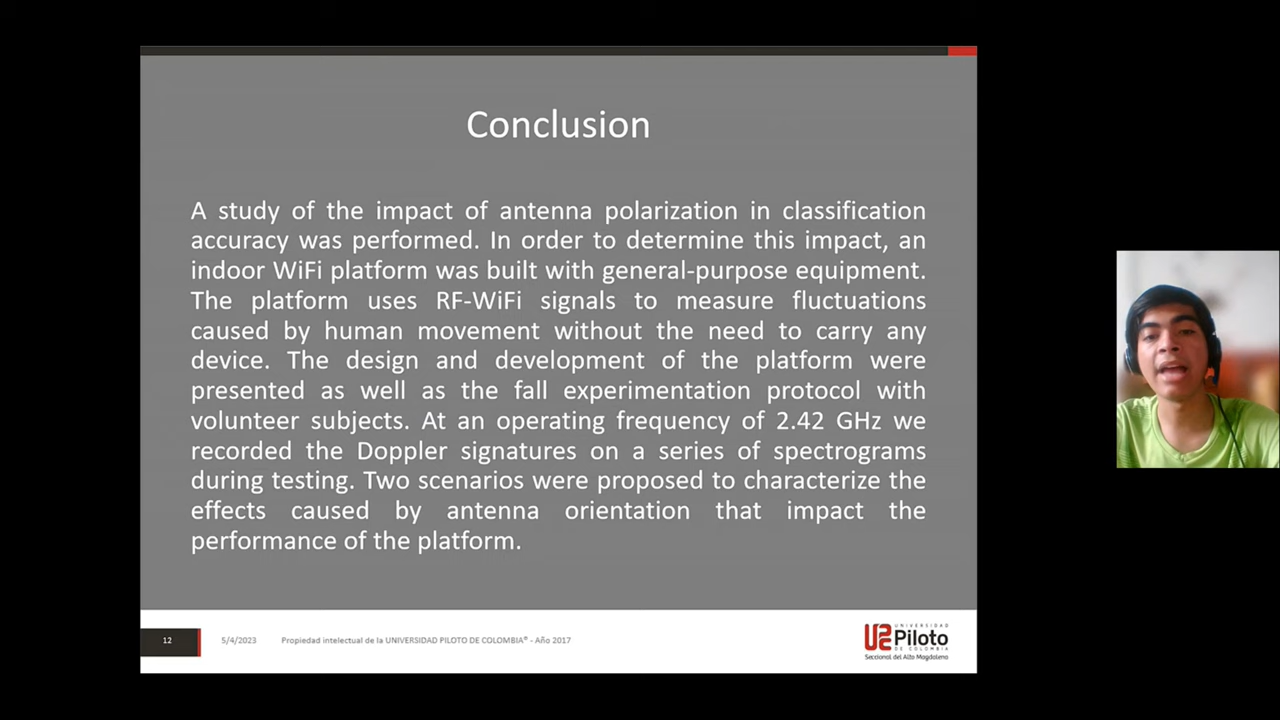 Conclusion
A study of the impact of antenna polarization in classification
accuracy was performed. In order to determine this impact, an
indoor WiFi platform was built with general-purpose equipment.
The platform uses RF-WiFi signals to measure fluctuations
caused by human movement without the need to carry any
device. The design and development of the platform were
presented as well as the fall experimentation protocol with
volunteer subjects. At an operating frequency of 2.42 GHz we
recorded the Doppler signatures on a series of spectrograms
during testing. Two scenarios were proposed to characterize the
effects caused by antenna orientation that impact the
performance of the platform.
12
5/4/2023
Propiedad intelectual de la UNIVERSIDAD PILOTO DE COLOMBIA® - Año 2017
UNIVERSIDAD
Piloto
DE COLOMBIA
Seccional del Alto Magdalena